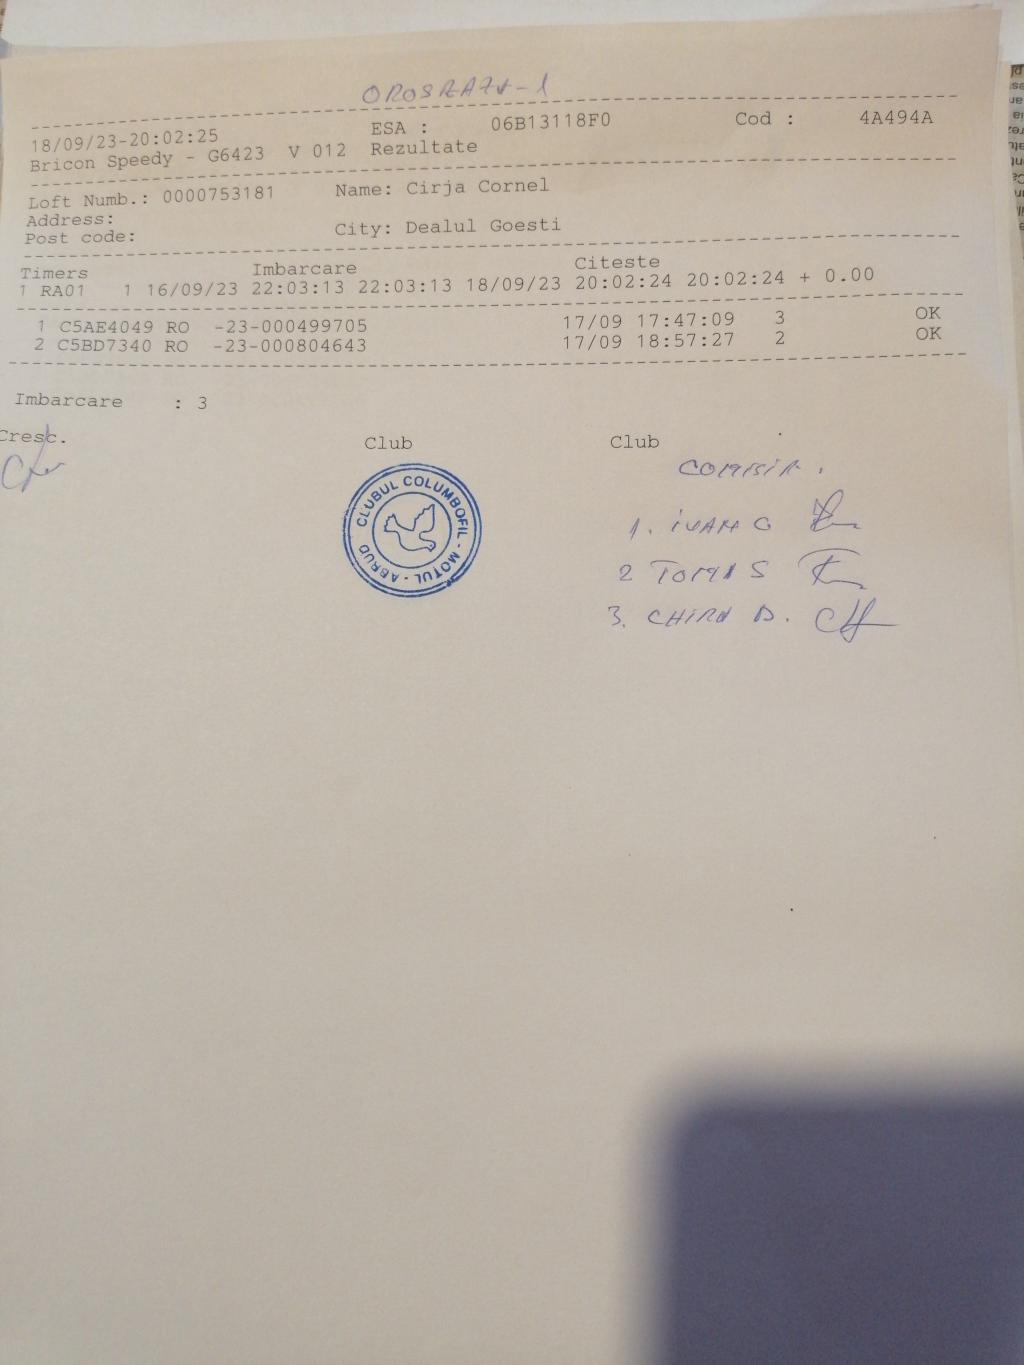 OROSHAZA-1
18/09/23-20:02:25 ESA : 06B13118F0 Cod : 4A494A
Bricon Speedy - G6423 V 012 Rezultate
Loft Numb.: 0000753181 Name: Cirja Cornel
Address:
Post code: City: Dealul Goesti
Timers Imbarcare Citeste
1 RA01 1 16/09/23 22:03:13 22:03:13 18/09/23 20:02:24 20:02:24 + 0.00
1 C5AE4049 RO -23-000499705 17/09 17:47:09 3 OK
2 C5BD7340 RO -23-000804643 17/09 18:57:27 2 OK
Imbarcare : 3
Cresc. Club Club
CLUBUL COLUMBOFIL - MOTUL - ABRUD
1. IVAN G
2 TOMA S
3. CHIRA D.